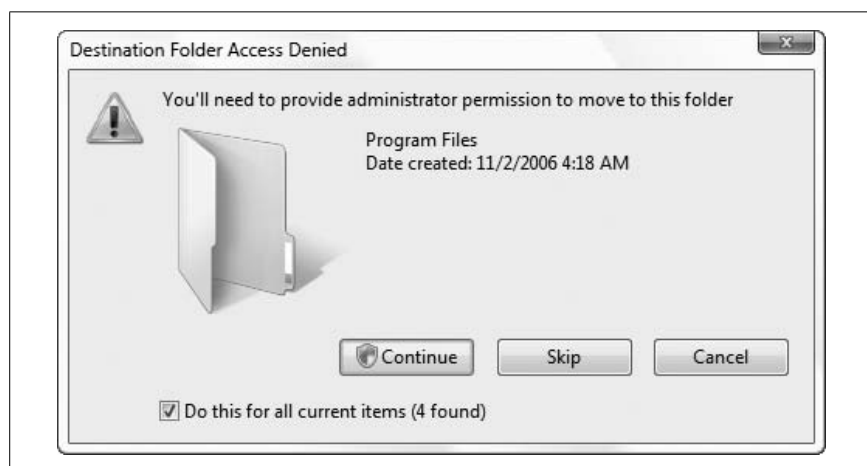 Destination Folder Access Denied
You'll need to provide administrator permission to move to this folder
Program Files
Date created: 11/2/2006 4:18 AM
Continue
Skip
Cancel
Do this for all current items (4 found)